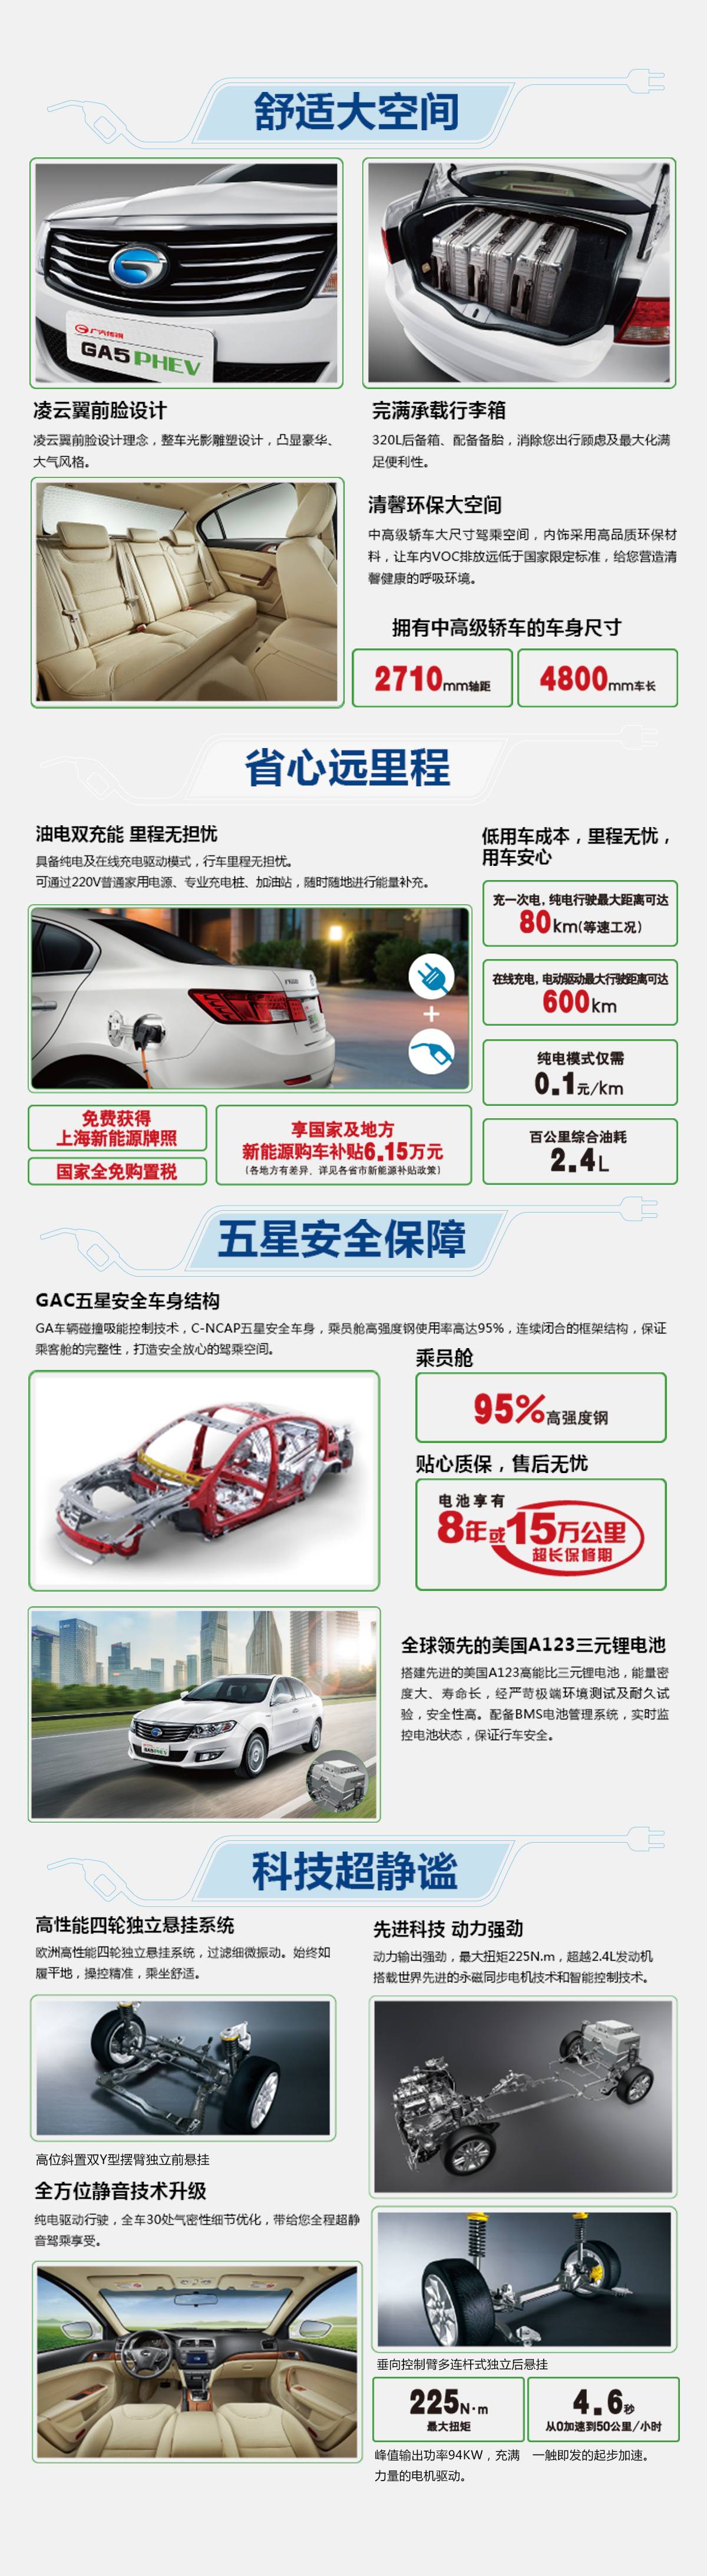 舒适大空间
广汽传祺
GA5 PHEV
凌云翼前脸设计
凌云翼前脸设计理念，整车光影雕塑设计，凸显豪华、
大气风格。
完满承载行李箱
320L后备箱、配备备胎，消除您出行顾虑及最大化满
足便利性。
清馨环保大空间
中高级轿车大尺寸驾乘空间，内饰采用高品质环保材
料，让车内VOC排放远低于国家限定标准，给您营造清
馨健康的呼吸环境。
拥有中高级轿车的车身尺寸
2710mm轴距
4800mm车长
省心远里程
油电双充能 里程无担忧
具备纯电及在线充电驱动模式，行车里程无担忧。
可通过220V普通家用电源、专业充电桩、加油站，随时随地进行能量补充。
低用车成本，里程无忧，
用车安心
充一次电，纯电行驶最大距离可达
80km(等速工况)
在线充电，电动驱动最大行驶距离可达
600km
纯电模式仅需
0.1元/km
百公里综合油耗
2.4L
+
免费获得
上海新能源牌照
国家全免购置税
享国家及地方
新能源购车补贴6.15万元
(各地方有差异，详见各省市新能源补贴政策)
五星安全保障
GAC五星安全车身结构
GA车辆碰撞吸能控制技术，C-NCAP五星安全车身，乘员舱高强度钢使用率高达95%，连续闭合的框架结构，保证
乘客舱的完整性，打造安全放心的驾乘空间。
乘员舱
95%高强度钢
贴心质保，售后无忧
电池享有
8年或15万公里
超长保修期
GA5 PHEV
全球领先的美国A123三元锂电池
搭建先进的美国A123高能比三元锂电池，能量密
度大、寿命长，经严苛极端环境测试及耐久试
验，安全性高。配备BMS电池管理系统，实时监
控电池状态，保证行车安全。
科技超静谧
高性能四轮独立悬挂系统
欧洲高性能四轮独立悬挂系统，过滤细微振动。始终如
履平地，操控精准，乘坐舒适。
高位斜置双Y型摆臂独立前悬挂
全方位静音技术升级
纯电驱动行驶，全车30处气密性细节优化，带给您全程超静
音驾乘享受。
先进科技 动力强劲
动力输出强劲，最大扭矩225N.m，超越2.4L发动机
搭载世界先进的永磁同步电机技术和智能控制技术。
垂向控制臂多连杆式独立后悬挂
225N·m
最大扭矩
4.6秒
从0加速到50公里/小时
峰值输出功率94KW，充满
力量的电机驱动。
一触即发的起步加速。